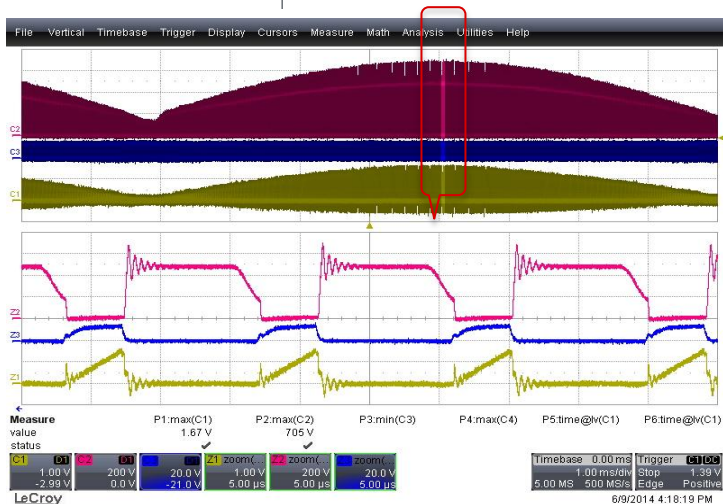 File Vertical Timebase Trigger Display Cursors Measure Math Analysis Utilities Help
C2
C3
C1
Z2
Z3
Z1
Measure P1:max(C1) P2:max(C2) P3:min(C3) P4:max(C4) P5:time@lv(C1) P6:time@lv(C1)
value 1.67 V 705 V
status
C1 D1 C2 D1 D1 Z1 zoom(... Z2 zoom(... zoom(... Timebase 0.00 ms Trigger C1 DC
1.00 V 200 V 20.0 V 1.00 V 200 V 20.0 V 1.00 ms/div Stop 1.39 V
-2.99 V 0.0 V -21.0 V 5.00 µs 5.00 µs 5.00 µs 5.00 MS 500 MS/s Edge Positive
LeCroy 6/9/2014 4:18:19 PM